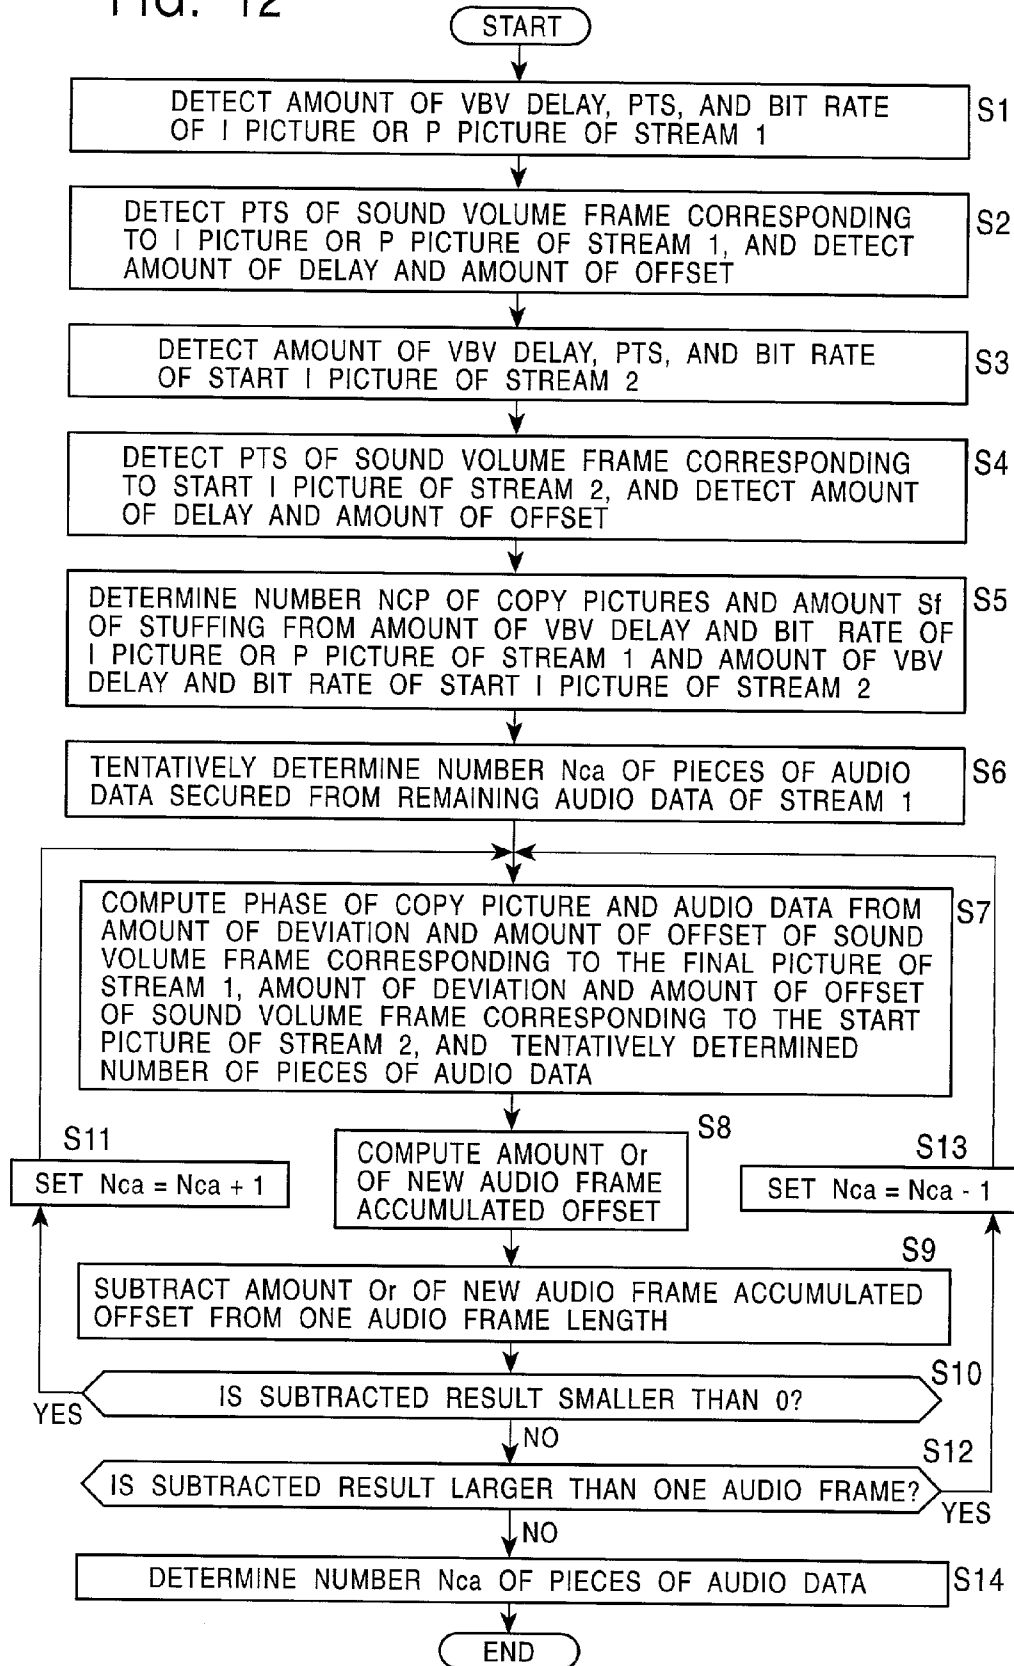 FIG. 12
START
DETECT AMOUNT OF VBV DELAY, PTS, AND BIT RATE
OF I PICTURE OR P PICTURE OF STREAM 1
S1
DETECT PTS OF SOUND VOLUME FRAME CORRESPONDING
TO I PICTURE OR P PICTURE OF STREAM 1, AND DETECT
AMOUNT OF DELAY AND AMOUNT OF OFFSET
S2
DETECT AMOUNT OF VBV DELAY, PTS, AND BIT RATE
OF START I PICTURE OF STREAM 2
S3
DETECT PTS OF SOUND VOLUME FRAME CORRESPONDING
TO START I PICTURE OF STREAM 2, AND DETECT AMOUNT
OF DELAY AND AMOUNT OF OFFSET
S4
DETERMINE NUMBER NCP OF COPY PICTURES AND AMOUNT Sf
OF STUFFING FROM AMOUNT OF VBV DELAY AND BIT RATE OF
I PICTURE OR P PICTURE OF STREAM 1 AND AMOUNT OF VBV
DELAY AND BIT RATE OF START I PICTURE OF STREAM 2
S5
TENTATIVELY DETERMINE NUMBER Nca OF PIECES OF AUDIO
DATA SECURED FROM REMAINING AUDIO DATA OF STREAM 1
S6
COMPUTE PHASE OF COPY PICTURE AND AUDIO DATA FROM
AMOUNT OF DEVIATION AND AMOUNT OF OFFSET OF SOUND
VOLUME FRAME CORRESPONDING TO THE FINAL PICTURE OF
STREAM 1, AMOUNT OF DEVIATION AND AMOUNT OF OFFSET
OF SOUND VOLUME FRAME CORRESPONDING TO THE START
PICTURE OF STREAM 2, AND TENTATIVELY DETERMINED
NUMBER OF PIECES OF AUDIO DATA
S7
S11
SET Nca = Nca + 1
S8
COMPUTE AMOUNT Or
OF NEW AUDIO FRAME
ACCUMULATED OFFSET
S13
SET Nca = Nca - 1
S9
SUBTRACT AMOUNT Or OF NEW AUDIO FRAME ACCUMULATED
OFFSET FROM ONE AUDIO FRAME LENGTH
IS SUBTRACTED RESULT SMALLER THAN 0?
S10
YES
NO
S12
IS SUBTRACTED RESULT LARGER THAN ONE AUDIO FRAME?
YES
NO
DETERMINE NUMBER Nca OF PIECES OF AUDIO DATA
S14
END